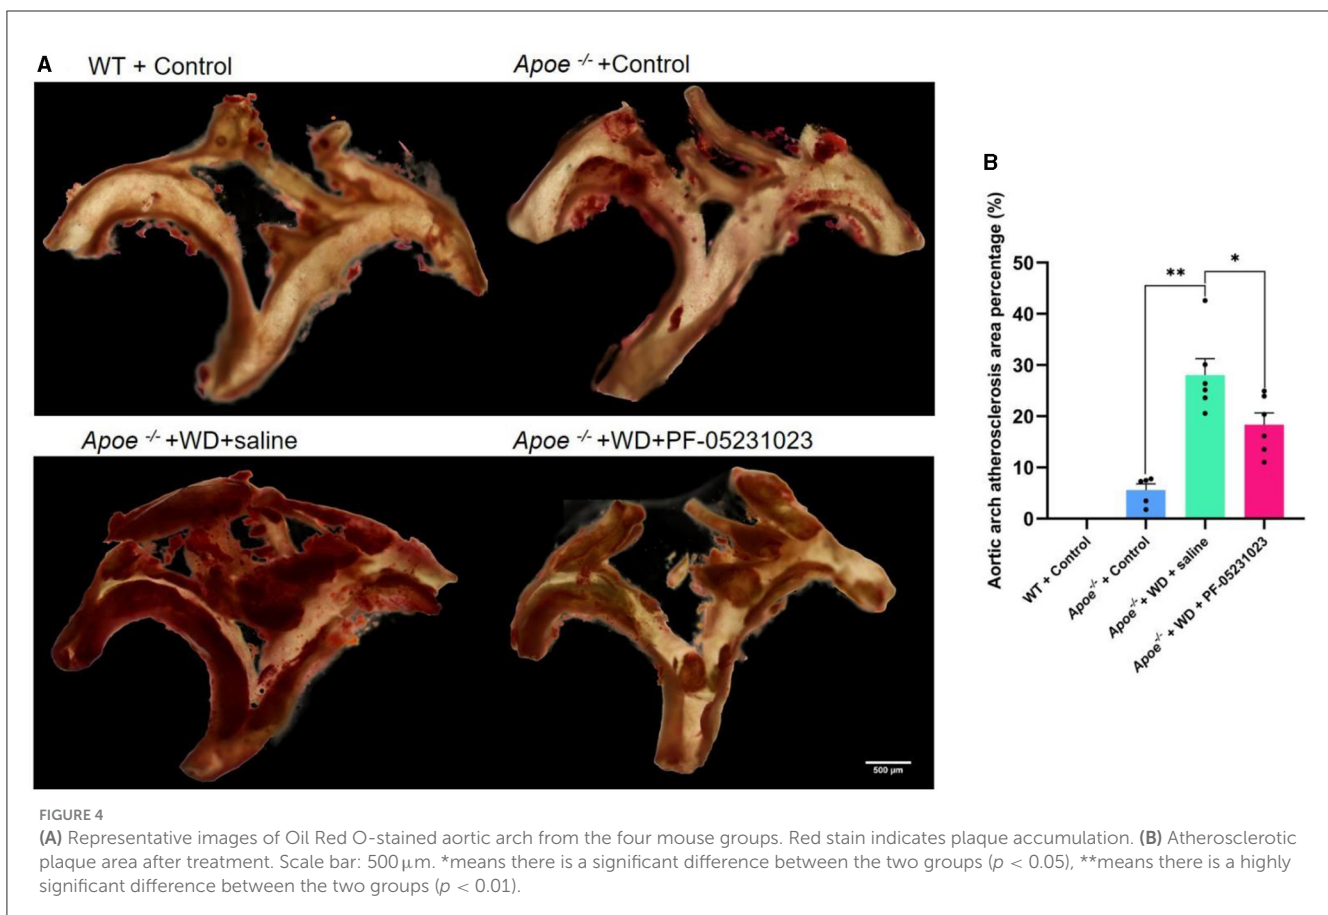 A
WT + Control
Apoe -/- +Control
Apoe -/- +WD+saline
Apoe -/- +WD+PF-05231023
500 µm
B
Aortic arch atherosclerosis area percentage (%)
50
40
30
20
10
0
**
*
WT + Control
Apoe-/- + Control
Apoe-/- + WD + saline
Apoe-/- + WD + PF-05231023
FIGURE 4
(A) Representative images of Oil Red O-stained aortic arch from the four mouse groups. Red stain indicates plaque accumulation. (B) Atherosclerotic
plaque area after treatment. Scale bar: 500 µm. *means there is a significant difference between the two groups (p < 0.05), **means there is a highly
significant difference between the two groups (p < 0.01).